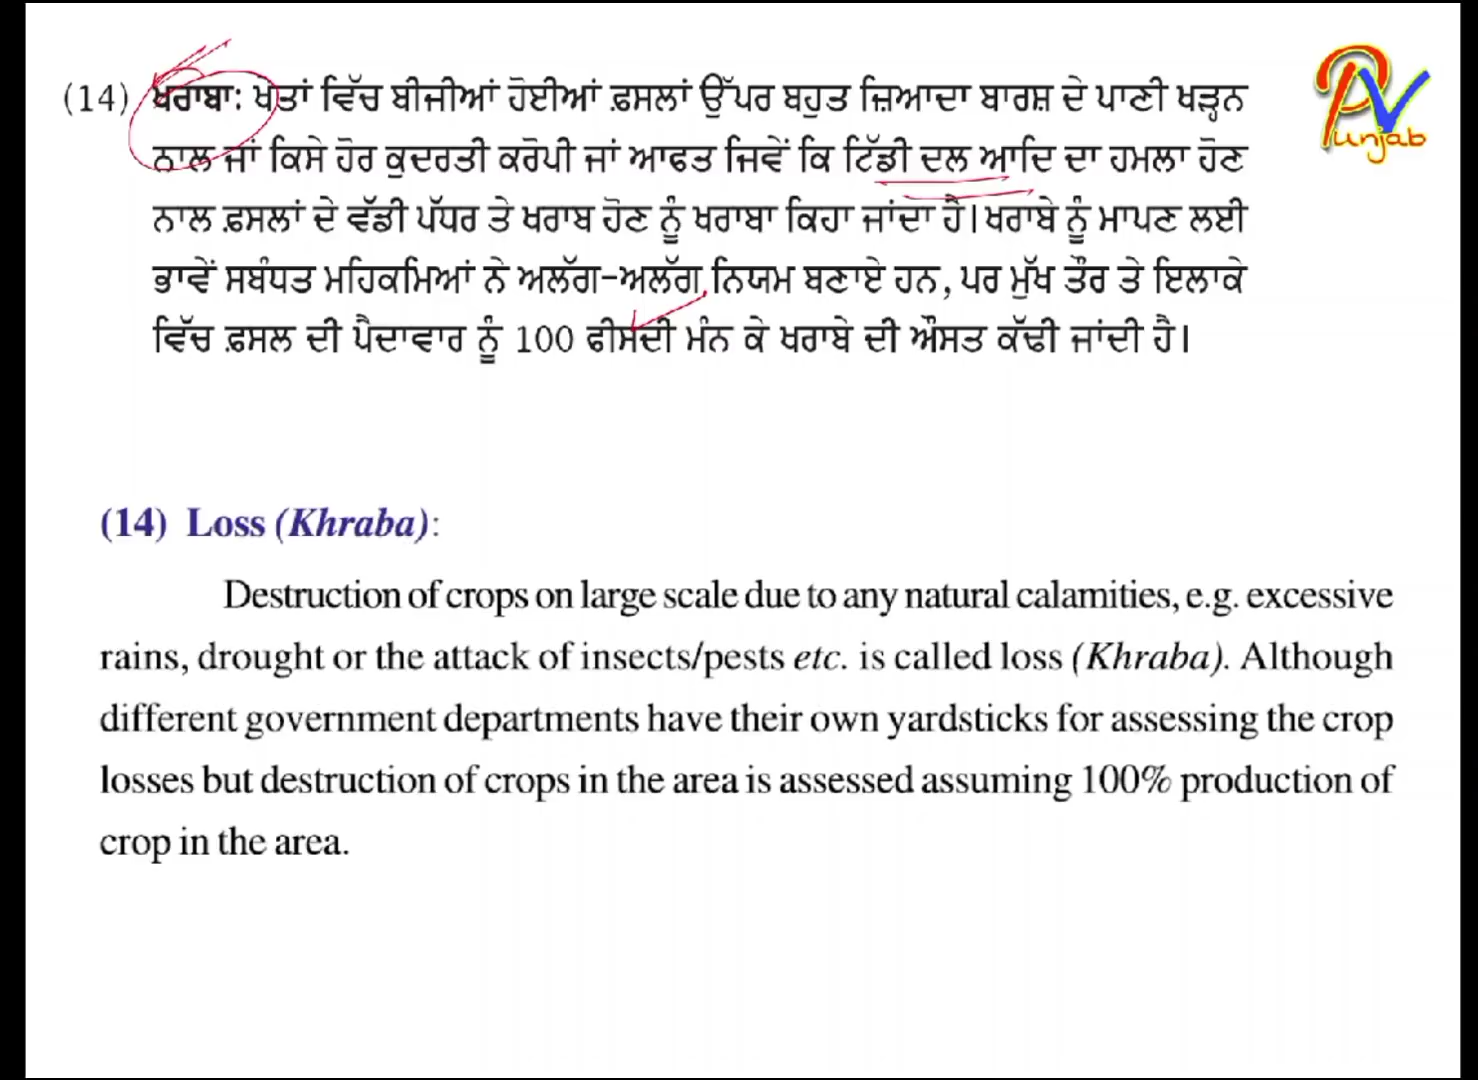 (14) ਖਰਾਬਾ: ਖੇਤਾਂ ਵਿੱਚ ਬੀਜੀਆਂ ਹੋਈਆਂ ਫ਼ਸਲਾਂ ਉੱਪਰ ਬਹੁਤ ਜ਼ਿਆਦਾ ਬਾਰਸ਼ ਦੇ ਪਾਣੀ ਖੜ੍ਹਨ
ਨਾਲ ਜਾਂ ਕਿਸੇ ਹੋਰ ਕੁਦਰਤੀ ਕਰੋਪੀ ਜਾਂ ਆਫਤ ਜਿਵੇਂ ਕਿ ਟਿੱਡੀ ਦਲ ਆਦਿ ਦਾ ਹਮਲਾ ਹੋਣ
ਨਾਲ ਫ਼ਸਲਾਂ ਦੇ ਵੱਡੀ ਪੱਧਰ ਤੇ ਖਰਾਬ ਹੋਣ ਨੂੰ ਖਰਾਬਾ ਕਿਹਾ ਜਾਂਦਾ ਹੈ। ਖਰਾਬੇ ਨੂੰ ਮਾਪਣ ਲਈ
ਭਾਵੇਂ ਸਬੰਧਤ ਮਹਿਕਮਿਆਂ ਨੇ ਅਲੱਗ-ਅਲੱਗ ਨਿਯਮ ਬਣਾਏ ਹਨ, ਪਰ ਮੁੱਖ ਤੌਰ ਤੇ ਇਲਾਕੇ
ਵਿੱਚ ਫ਼ਸਲ ਦੀ ਪੈਦਾਵਾਰ ਨੂੰ 100 ਫੀਸਦੀ ਮੰਨ ਕੇ ਖਰਾਬੇ ਦੀ ਔਸਤ ਕੱਢੀ ਜਾਂਦੀ ਹੈ।
PV
Punjab
(14) Loss (Khraba):
Destruction of crops on large scale due to any natural calamities, e.g. excessive
rains, drought or the attack of insects/pests etc. is called loss (Khraba). Although
different government departments have their own yardsticks for assessing the crop
losses but destruction of crops in the area is assessed assuming 100% production of
crop in the area.